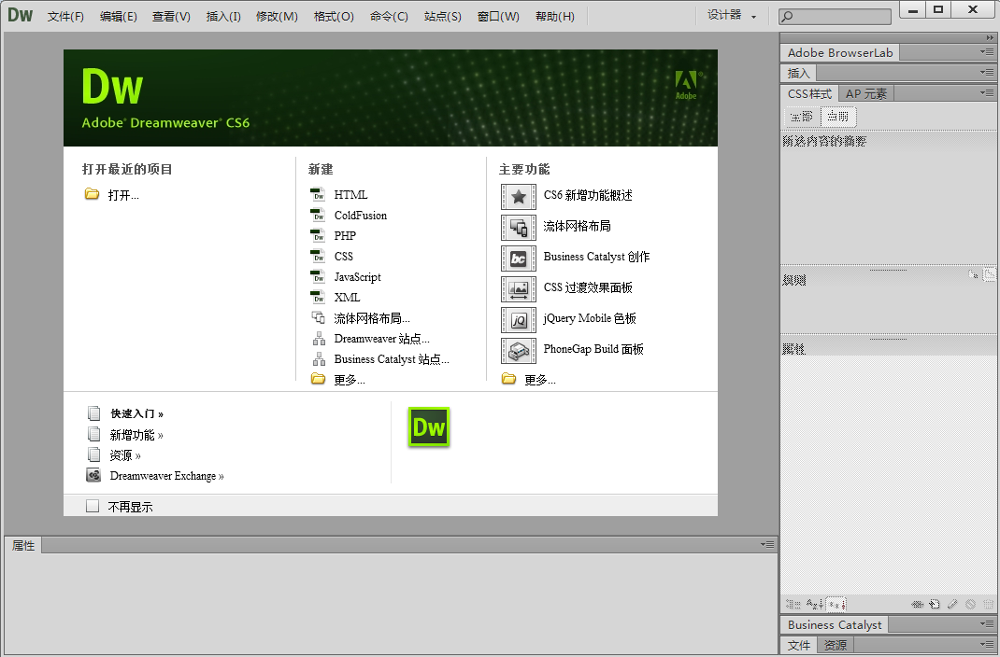 Dw 文件(F) 编辑(E) 查看(V) 插入(I) 修改(M) 格式(O) 命令(C) 站点(S) 窗口(W) 帮助(H) 设计器
Dw
Adobe® Dreamweaver® CS6
Adobe
打开最近的项目
打开...
新建
HTML
ColdFusion
PHP
CSS
JavaScript
XML
流体网格布局...
Dreamweaver 站点...
Business Catalyst 站点...
更多...
主要功能
CS6 新增功能概述
流体网格布局
bc Business Catalyst 创作
CSS 过渡效果面板
jQ jQuery Mobile 色板
PhoneGap Build 面板
更多...
快速入门 »
新增功能 »
资源 »
Dreamweaver Exchange »
Dw
不再显示
属性
Adobe BrowserLab
插入
CSS样式 AP 元素
全部 当前
所选内容的摘要
规则
属性
Business Catalyst
文件 资源